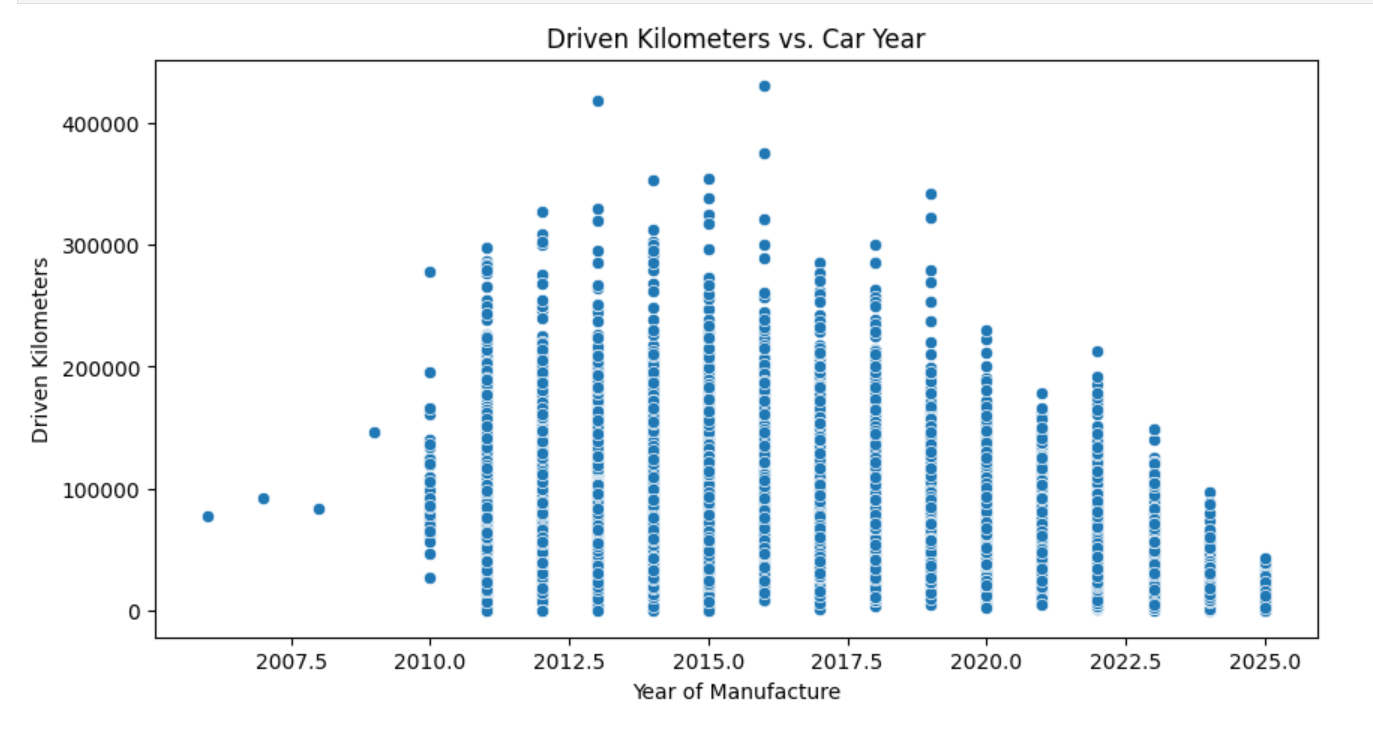 Driven Kilometers vs. Car Year
400000
300000
200000
100000
0
Driven Kilometers
2007.5 2010.0 2012.5 2015.0 2017.5 2020.0 2022.5 2025.0
Year of Manufacture